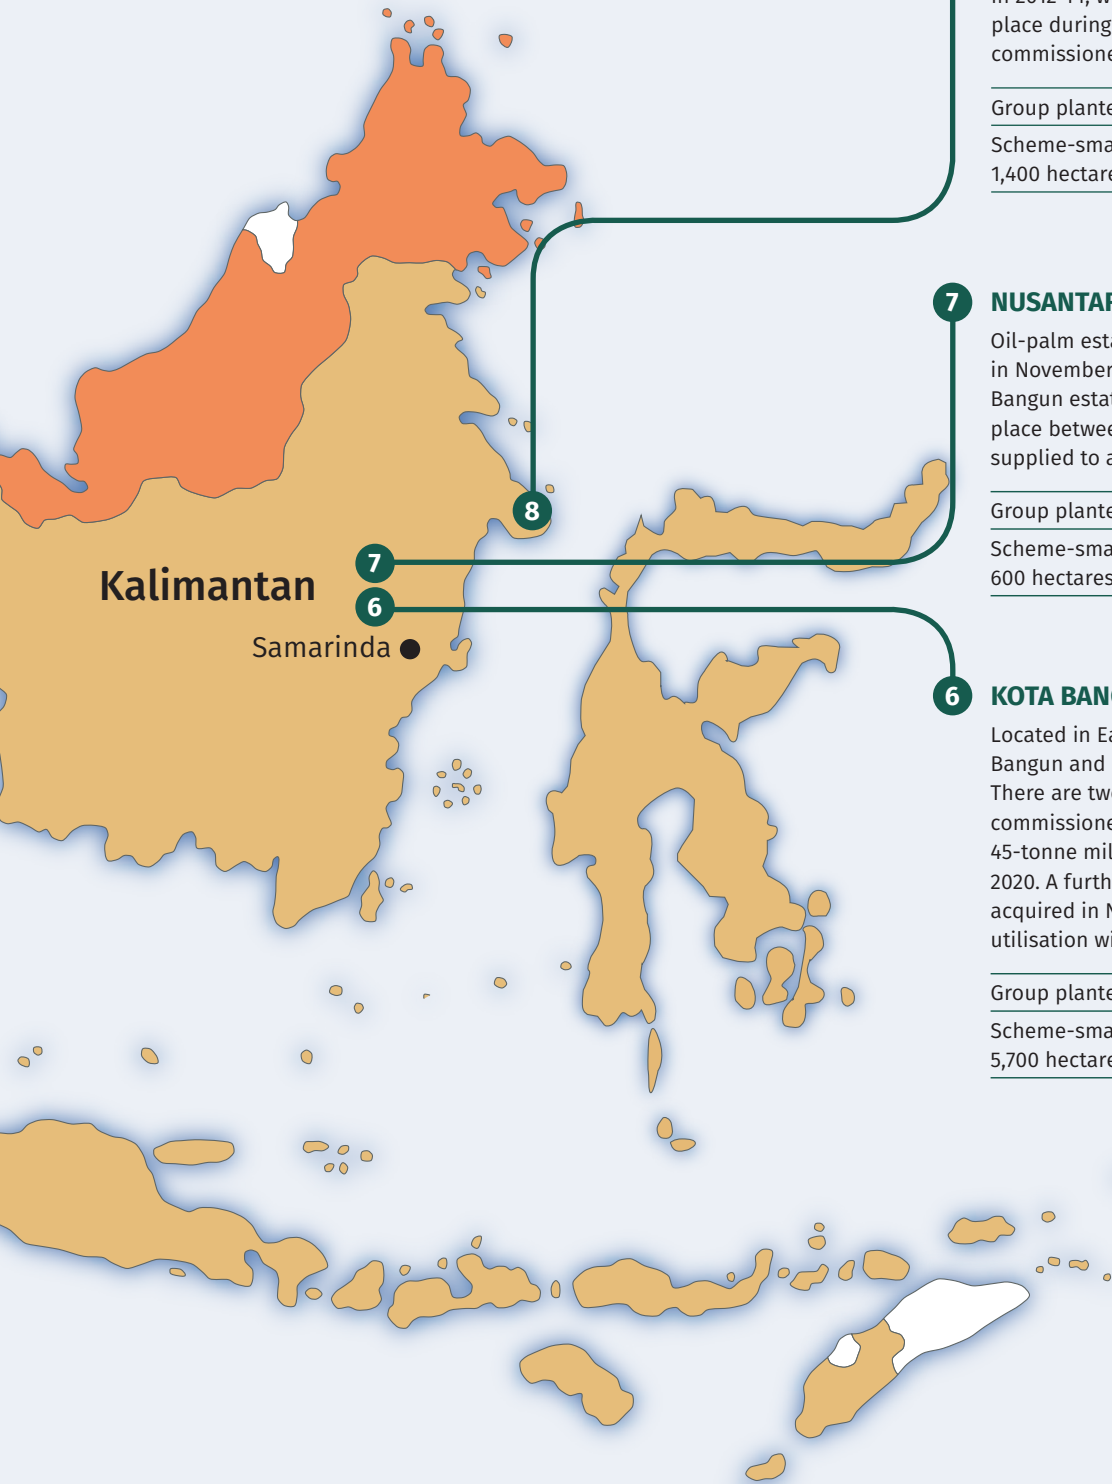 place during
commissione
Group plante
Scheme-sma
1,400 hectare
7 NUSANTAR
Oil-palm esta
in November
Bangun estat
place betwee
supplied to a
Group plante
Scheme-sma
600 hectares
8
7
Kalimantan
6
Samarinda
6 KOTA BANG
Located in Ea
Bangun and
There are two
commissione
45-tonne mil
2020. A furth
acquired in N
utilisation wi
Group plante
Scheme-sma
5,700 hectare